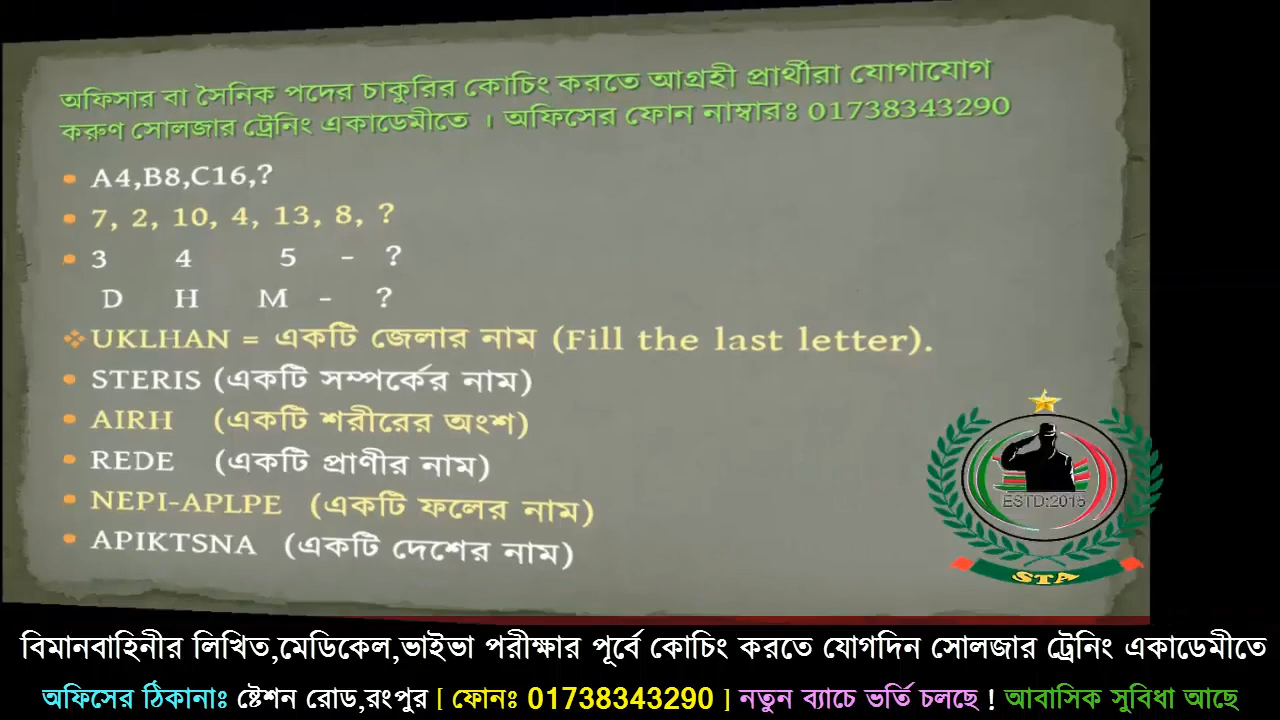 অফিসার বা সৈনিক পদের চাকুরির কোচিং করতে আগ্রহী প্রার্থীরা যোগাযোগ
করুণ সোলজার ট্রেনিং একাডেমীতে । অফিসের ফোন নাম্বারঃ 01738343290
A4,B8,C16,?
7, 2, 10, 4, 13, 8, ?
3 4 5 - ?
D H M - ?
UKLHAN = একটি জেলার নাম (Fill the last letter).
STERIS (একটি সম্পর্কের নাম)
AIRH (একটি শরীরের অংশ)
REDE (একটি প্রাণীর নাম)
NEPI-APLPE (একটি ফলের নাম)
APIKTSNA (একটি দেশের নাম)
ESTD:2015
STA
বিমানবাহিনীর লিখিত,মেডিকেল,ভাইভা পরীক্ষার পূর্বে কোচিং করতে যোগদিন সোলজার ট্রেনিং একাডেমীতে
অফিসের ঠিকানাঃ ষ্টেশন রোড,রংপুর [ ফোনঃ 01738343290 ] নতুন ব্যাচে ভর্তি চলছে ! আবাসিক সুবিধা আছে